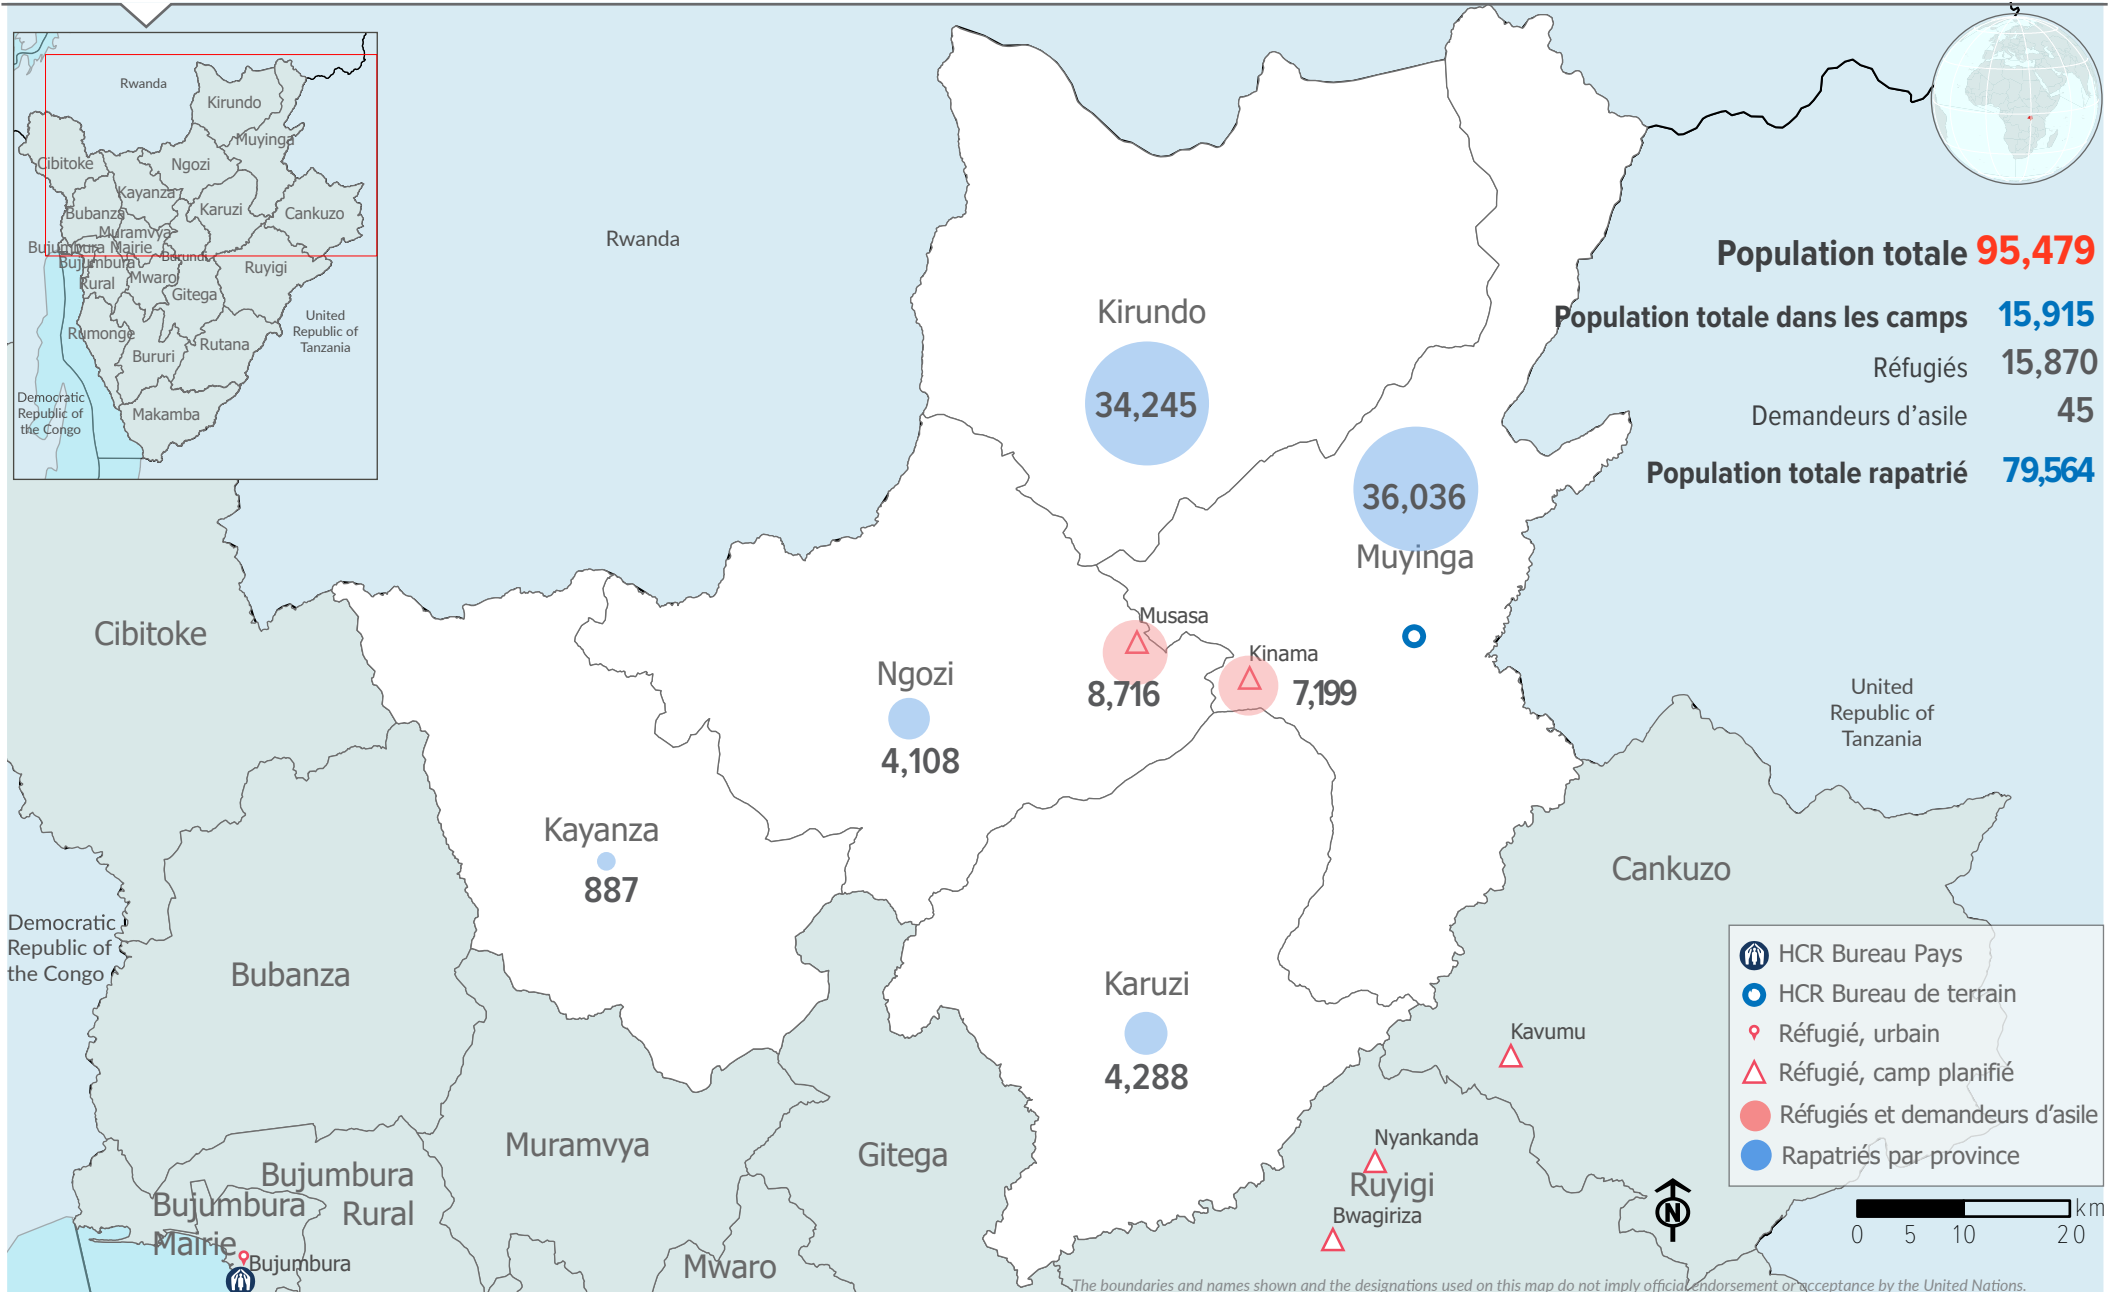 Rwanda
Kirundo
Muyinga
Cibitoke
Ngozi
Kayanza
Karuzi
Cankuzo
Bubanza
Muramvya
Bujumbura Mairie
Burundi
Bujumbura
Rural
Mwaro
Ruyigi
Gitega
Rumonge
United
Republic of
Tanzania
Rutana
Bururi
Democratic
Republic of
the Congo
Makamba
Rwanda
Population totale 95,479
Population totale dans les camps 15,915
Réfugiés 15,870
Demandeurs d'asile 45
Population totale rapatrié 79,564
Kirundo
34,245
36,036
Muyinga
Musasa
8,716
Kinama
7,199
Cibitoke
Ngozi
4,108
United
Republic of
Tanzania
Kayanza
887
Cankuzo
Democratic
Republic of
the Congo
Bubanza
Karuzi
4,288
Kavumu
HCR Bureau Pays
HCR Bureau de terrain
Réfugié, urbain
Réfugié, camp planifié
Réfugiés et demandeurs d'asile
Rapatriés par province
Muramvya
Gitega
Nyankanda
Ruyigi
Bwagiriza
Bujumbura
Rural
Bujumbura
Mairie
Bujumbura
Mwaro
N
km
0 5 10 20
The boundaries and names shown and the designations used on this map do not imply official endorsement or acceptance by the United Nations.